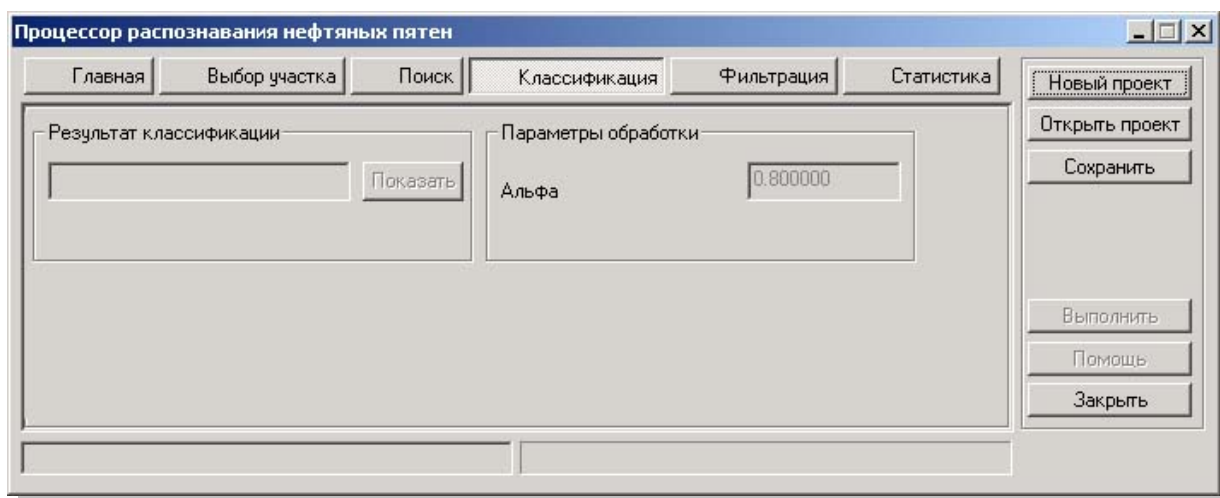 Процессор распознавания нефтяных пятен
Главная Выбор участка Поиск Классификация Фильтрация Статистика
Новый проект
Открыть проект
Сохранить
Результат классификации
Показать
Параметры обработки
Альфа 0.800000
Выполнить
Помощь
Закрыть